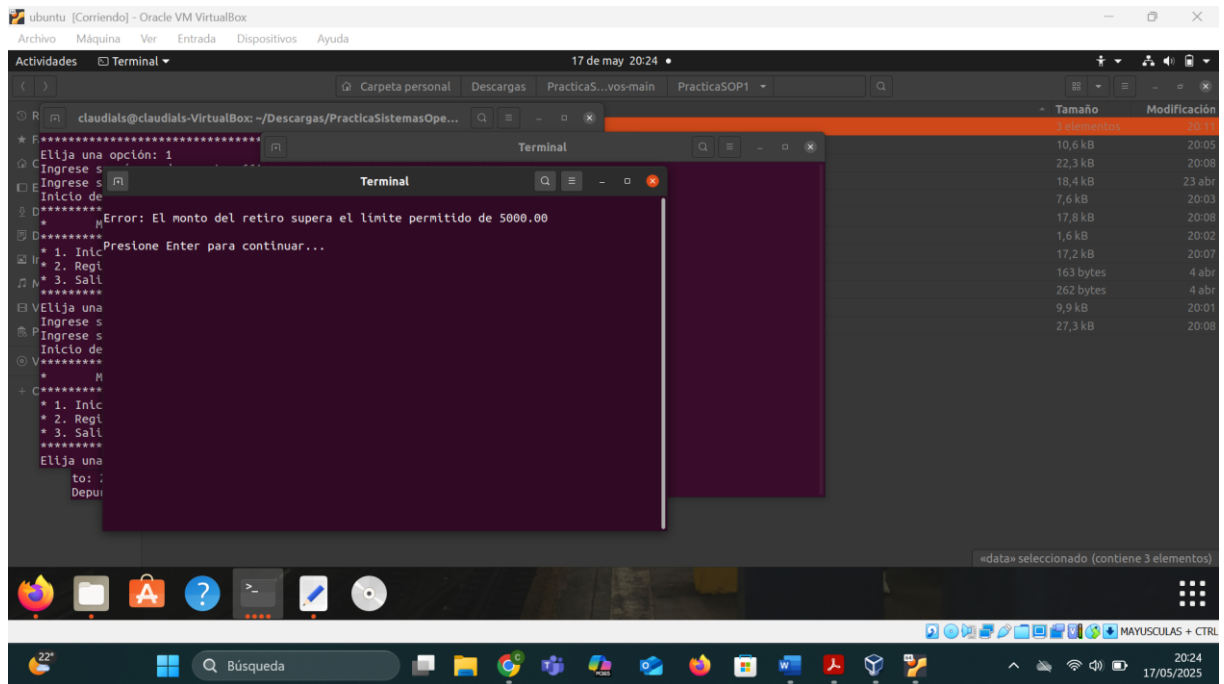 ubuntu [Corriendo] - Oracle VM VirtualBox
Archivo Máquina Ver Entrada Dispositivos Ayuda
Actividades Terminal 17 de may 20:24
Carpeta personal Descargas PracticaS...vos-main PracticaSOP1
Tamaño Modificación
3 elementos 20:11
10,6 kB 20:05
22,3 kB 20:08
18,4 kB 23 abr
7,6 kB 20:03
17,8 kB 20:08
1,6 kB 20:02
17,2 kB 20:07
163 bytes 4 abr
262 bytes 4 abr
9,9 kB 20:01
27,3 kB 20:08
claudials@claudials-VirtualBox: ~/Descargas/PracticaSistemasOpe...
Elija una opción: 1
Ingrese s
Ingrese s
Inicio de
*********
* M
*********
* 1. Inic
* 2. Regi
* 3. Sali
*********
Elija una
Ingrese s
Ingrese s
Inicio de
*********
* M
*********
* 1. Inic
* 2. Regi
* 3. Sali
*********
Elija una
Terminal
to:
Depu
Terminal
Error: El monto del retiro supera el limite permitido de 5000.00
Presione Enter para continuar...
«data» seleccionado (contiene 3 elementos)
MAYUSCULAS + CTRL
22°
Búsqueda
20:24
17/05/2025